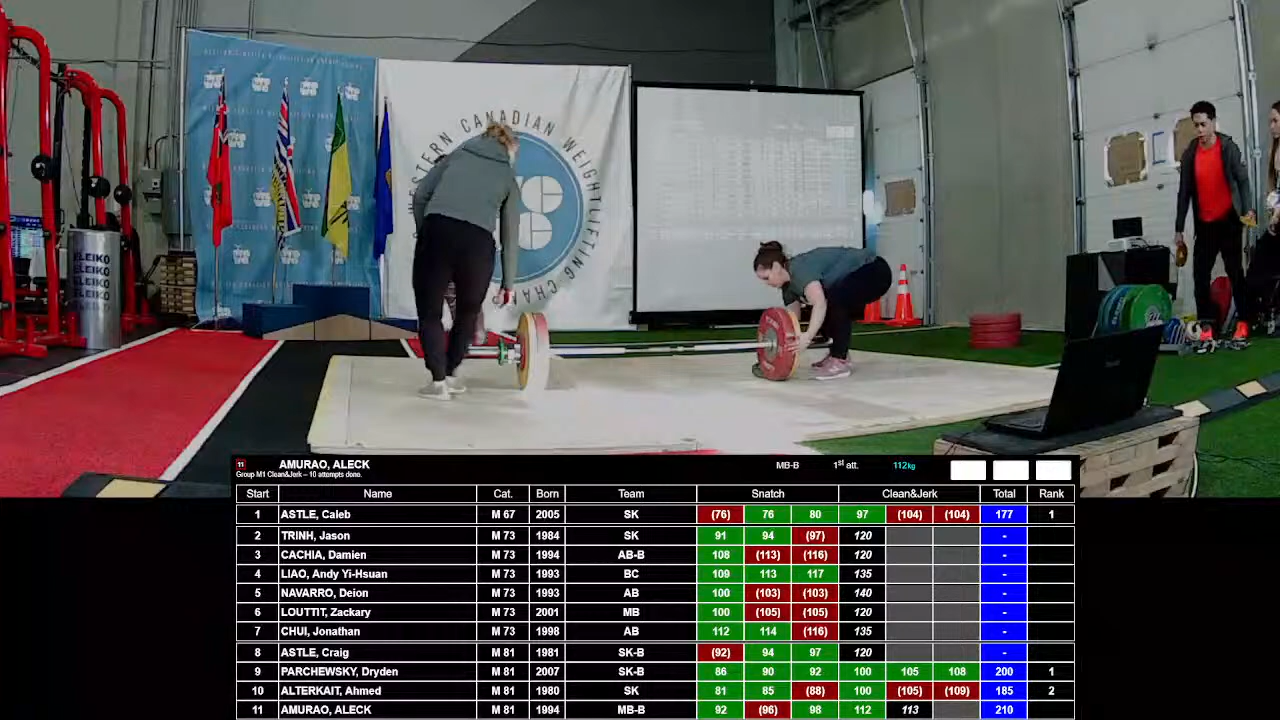 WESTERN CANADIAN WEIGHTLIFTING CHAMP
ELEIKO
ELEIKO
ELEIKO
11 AMURAO, ALECK MB-B 1st att. 112kg
Group M1 Clean&Jerk – 10 attempts done.
Start Name Cat. Born Team Snatch Clean&Jerk Total Rank
1 ASTLE, Caleb M 67 2005 SK (76) 76 80 97 (104) (104) 177 1
2 TRINH, Jason M 73 1984 SK 91 94 (97) 120 -
3 CACHIA, Damien M 73 1994 AB-B 108 (113) (116) 120 -
4 LIAO, Andy Yi-Hsuan M 73 1993 BC 109 113 117 135 -
5 NAVARRO, Deion M 73 1993 AB 100 (103) (103) 140 -
6 LOUTTIT, Zackary M 73 2001 MB 100 (105) (105) 120 -
7 CHUI, Jonathan M 73 1998 AB 112 114 (116) 135 -
8 ASTLE, Craig M 81 1981 SK-B (92) 94 97 120 -
9 PARCHEWSKY, Dryden M 81 2007 SK-B 86 90 92 100 105 108 200 1
10 ALTERKAIT, Ahmed M 81 1980 SK 81 85 (88) 100 (105) (109) 185 2
11 AMURAO, ALECK M 81 1994 MB-B 92 (96) 98 112 113 210